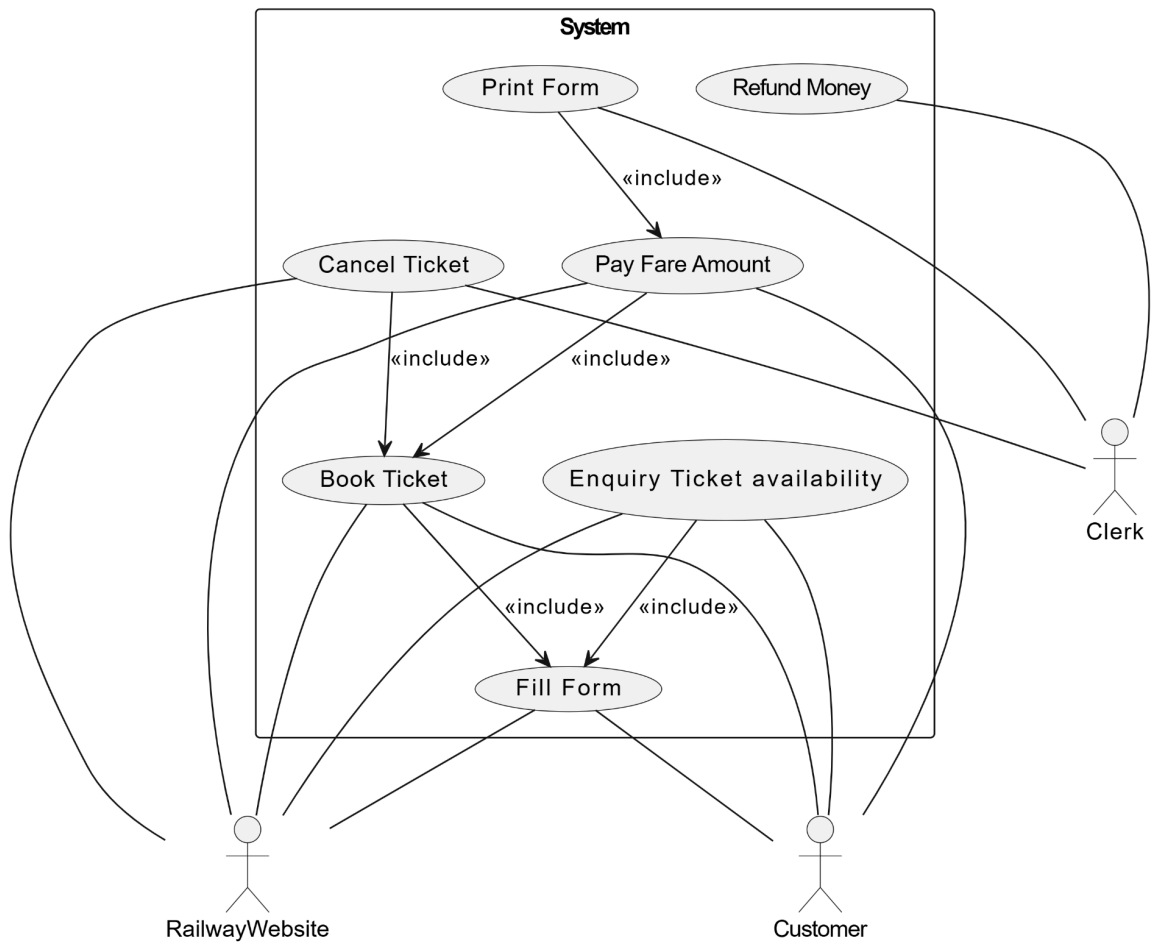 System
Print Form
Refund Money
«include»
Cancel Ticket
Pay Fare Amount
«include»
«include»
Book Ticket
Enquiry Ticket availability
Clerk
«include»
«include»
Fill Form
RailwayWebsite
Customer